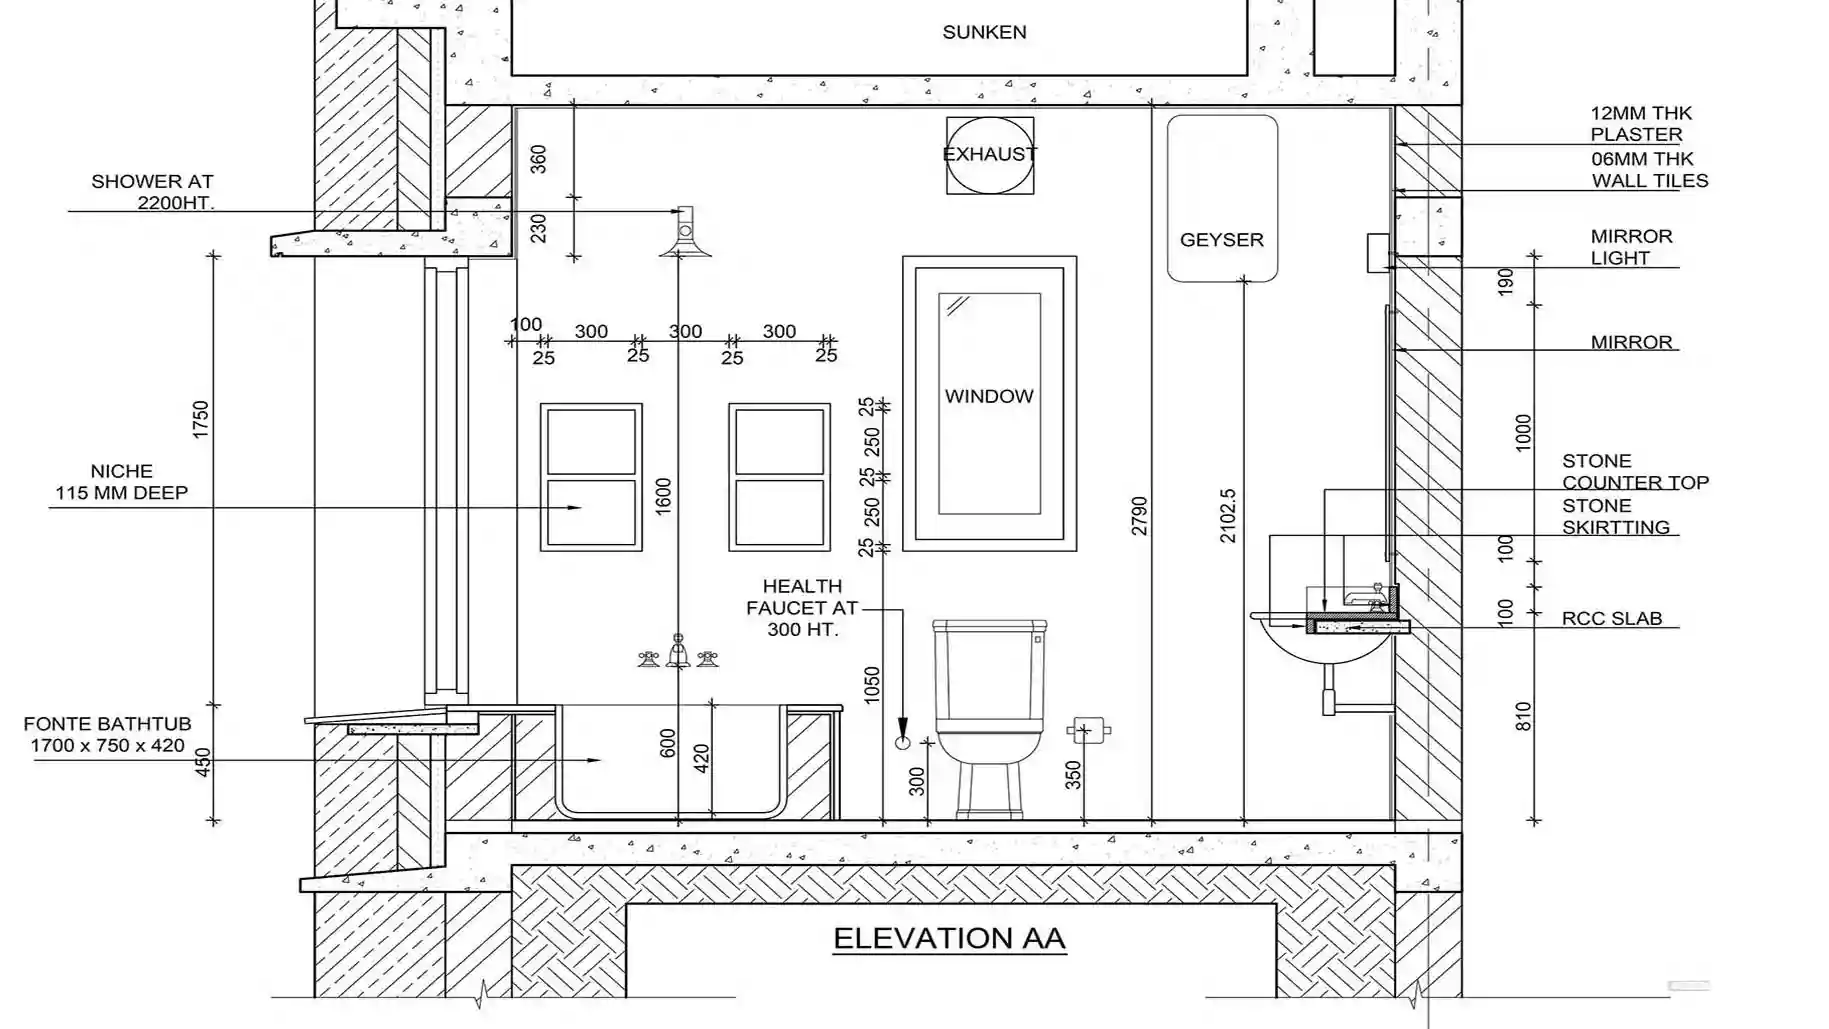 SUNKEN
12MM THK
PLASTER
06MM THK
WALL TILES
EXHAUST
360
SHOWER AT
2200HT.
230
GEYSER
MIRROR
LIGHT
190
100
300
300
300
25
25
25
25
MIRROR
WINDOW
1750
25
250
25
250
25
1000
NICHE
115 MM DEEP
1600
2790
2102.5
STONE
COUNTER TOP
STONE
SKIRTTING
100
HEALTH
FAUCET AT
300 HT.
100
RCC SLAB
1050
FONTE BATHTUB
1700 x 750 x 420
450
600
420
300
350
810
ELEVATION AA